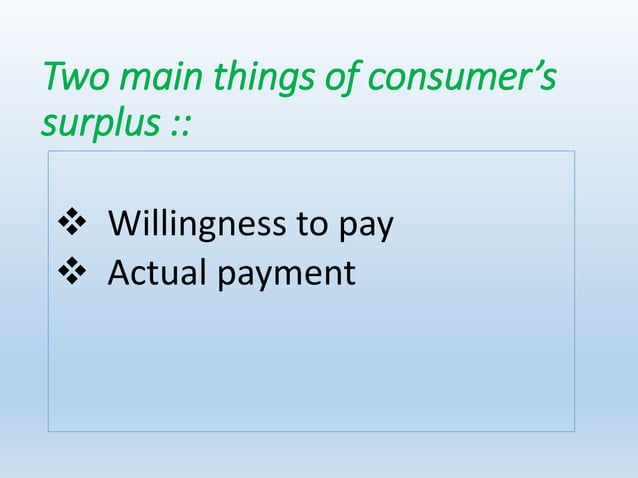 Two main things of consumer’s
surplus ::
❖ Willingness to pay
❖ Actual payment